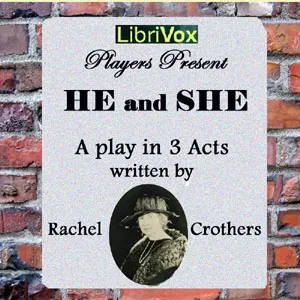 LibriVox
Players Present
HE and SHE
A play in 3 Acts
written by
Rachel Crothers